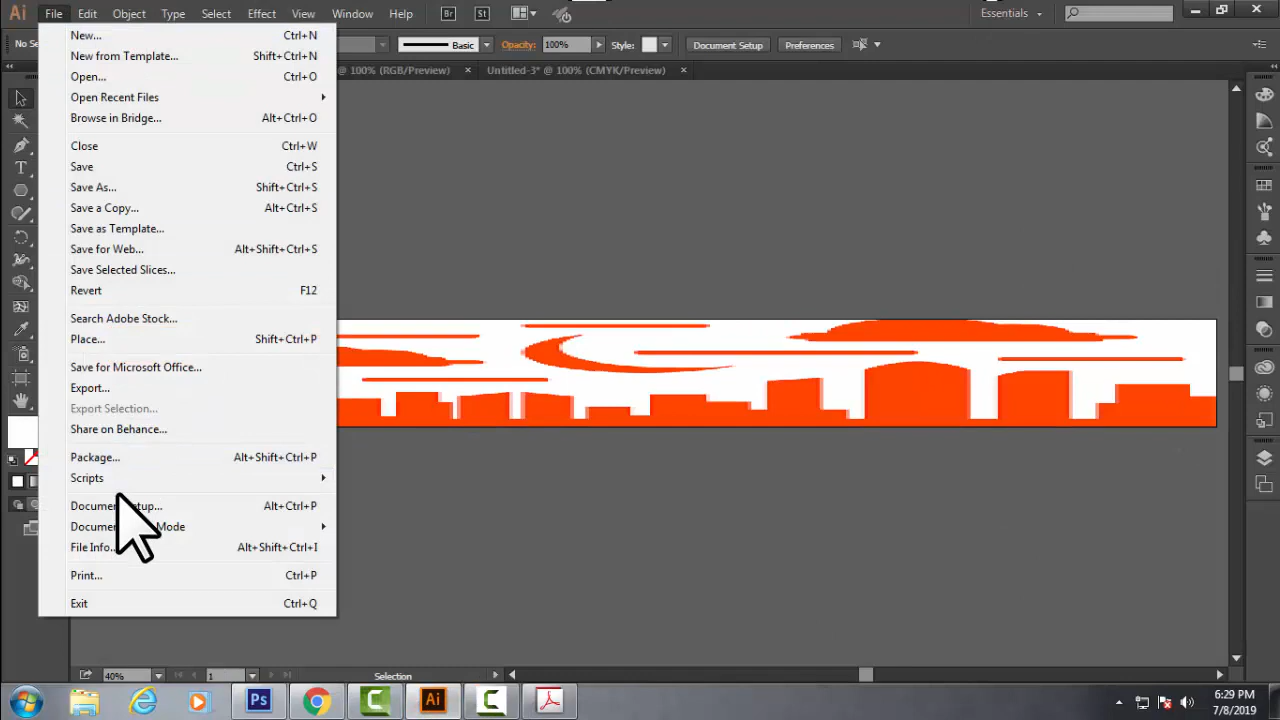 Ai File Edit Object Type Select Effect View Window Help Br St Essentials
No Se Basic Opacity: 100% Style: Document Setup Preferences
@ 100% (RGB/Preview) × Untitled-3* @ 100% (CMYK/Preview) ×
New... Ctrl+N
New from Template... Shift+Ctrl+N
Open... Ctrl+O
Open Recent Files
Browse in Bridge... Alt+Ctrl+O
Close Ctrl+W
Save Ctrl+S
Save As... Shift+Ctrl+S
Save a Copy... Alt+Ctrl+S
Save as Template...
Save for Web... Alt+Shift+Ctrl+S
Save Selected Slices...
Revert F12
Search Adobe Stock...
Place... Shift+Ctrl+P
Save for Microsoft Office...
Export...
Export Selection...
Share on Behance...
Package... Alt+Shift+Ctrl+P
Scripts
Docum tup... Alt+Ctrl+P
Docum Mode
File Info... Alt+Shift+Ctrl+I
Print... Ctrl+P
Exit Ctrl+Q
40% 1 Selection
Ps Ai
6:29 PM
7/8/2019